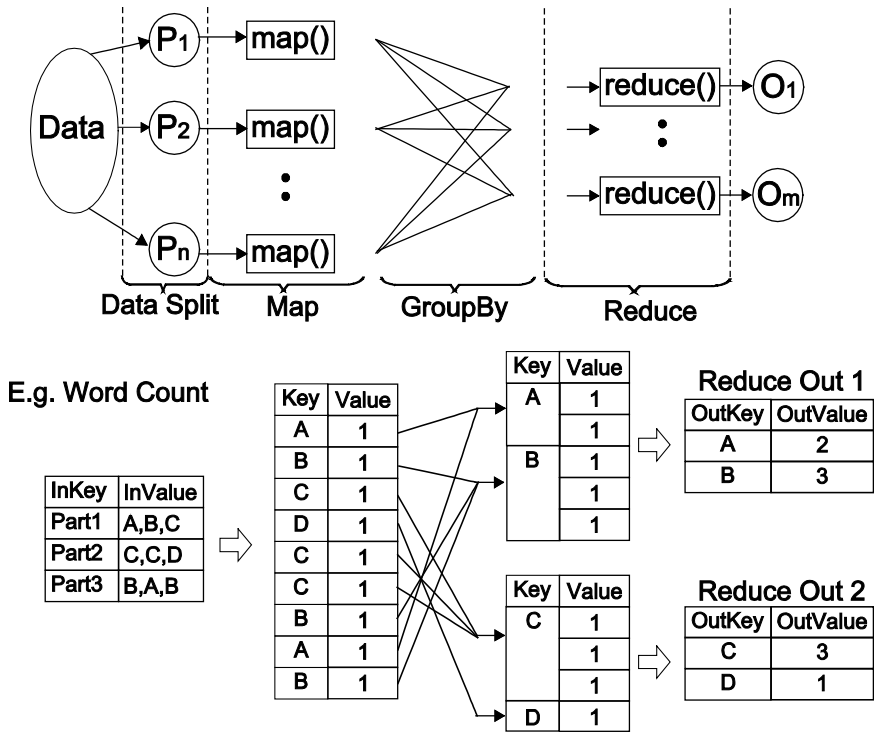 Data
P1
map()
P2
map()
Pn
map()
reduce()
O1
reduce()
Om
Data Split
Map
GroupBy
Reduce
E.g. Word Count
InKey InValue
Part1 A,B,C
Part2 C,C,D
Part3 B,A,B
Key Value
A 1
B 1
C 1
D 1
C 1
C 1
B 1
A 1
B 1
Key Value
A 1
1
B 1
1
1
Key Value
C 1
1
1
D 1
Reduce Out 1
OutKey OutValue
A 2
B 3
Reduce Out 2
OutKey OutValue
C 3
D 1